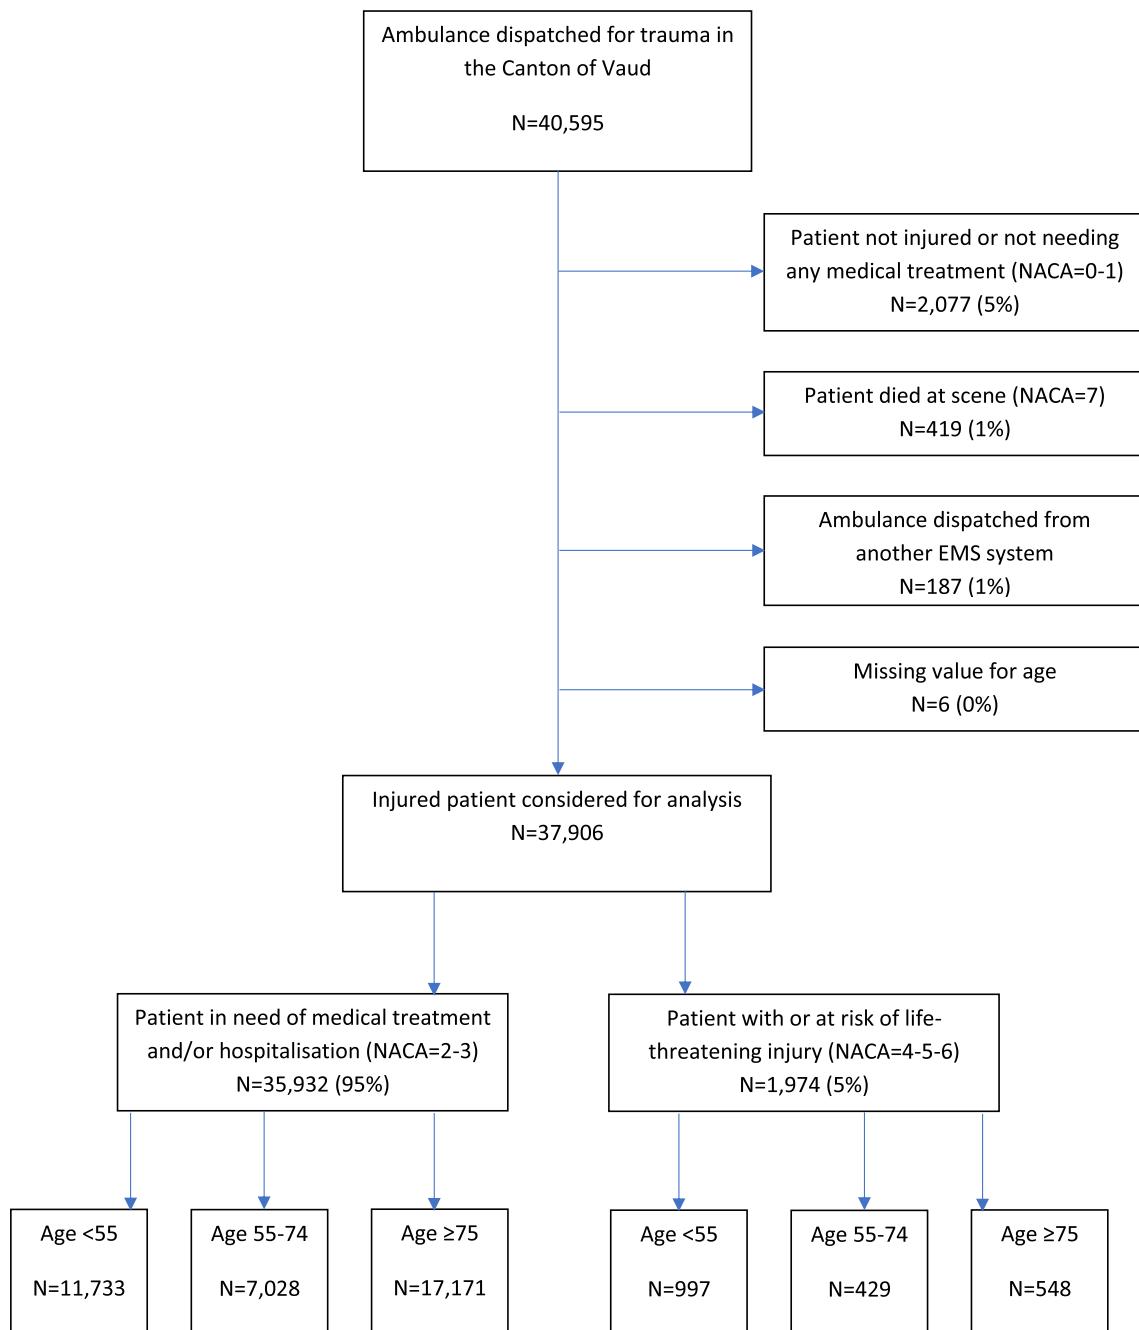 Ambulance dispatched for trauma in
the Canton of Vaud
N=40,595
Patient not injured or not needing
any medical treatment (NACA=0-1)
N=2,077 (5%)
Patient died at scene (NACA=7)
N=419 (1%)
Ambulance dispatched from
another EMS system
N=187 (1%)
Missing value for age
N=6 (0%)
Injured patient considered for analysis
N=37,906
Patient in need of medical treatment
and/or hospitalisation (NACA=2-3)
N=35,932 (95%)
Patient with or at risk of life-
threatening injury (NACA=4-5-6)
N=1,974 (5%)
Age <55
N=11,733
Age 55-74
N=7,028
Age ≥75
N=17,171
Age <55
N=997
Age 55-74
N=429
Age ≥75
N=548